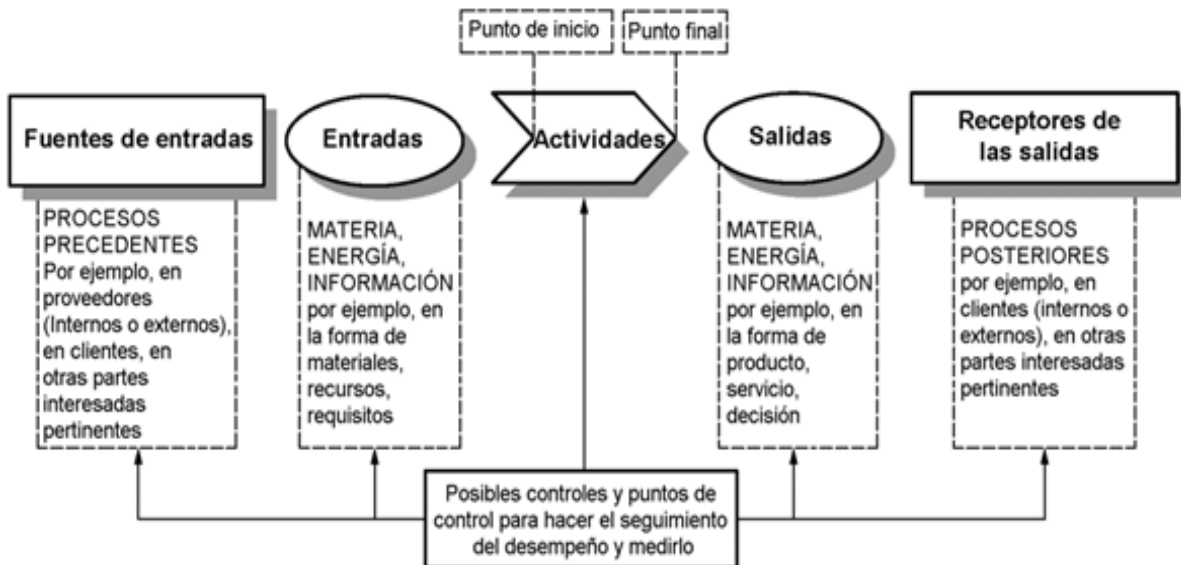 Punto de inicio
Punto final
Fuentes de entradas
Entradas
Actividades
Salidas
Receptores de
las salidas
PROCESOS
PRECEDENTES
Por ejemplo, en
proveedores
(Internos o externos),
en clientes, en
otras partes
interesadas
pertinentes
MATERIA,
ENERGÍA,
INFORMACIÓN
por ejemplo, en
la forma de
materiales,
recursos,
requisitos
MATERIA,
ENERGÍA,
INFORMACIÓN
por ejemplo, en
la forma de
producto,
servicio,
decisión
PROCESOS
POSTERIORES
por ejemplo, en
clientes (internos o
externos), en otras
partes interesadas
pertinentes
Posibles controles y puntos de
control para hacer el seguimiento
del desempeño y medirlo